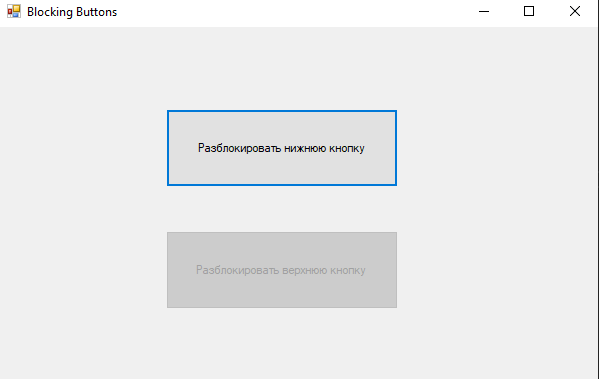 Blocking Buttons
Разблокировать нижнюю кнопку
Разблокировать верхнюю кнопку